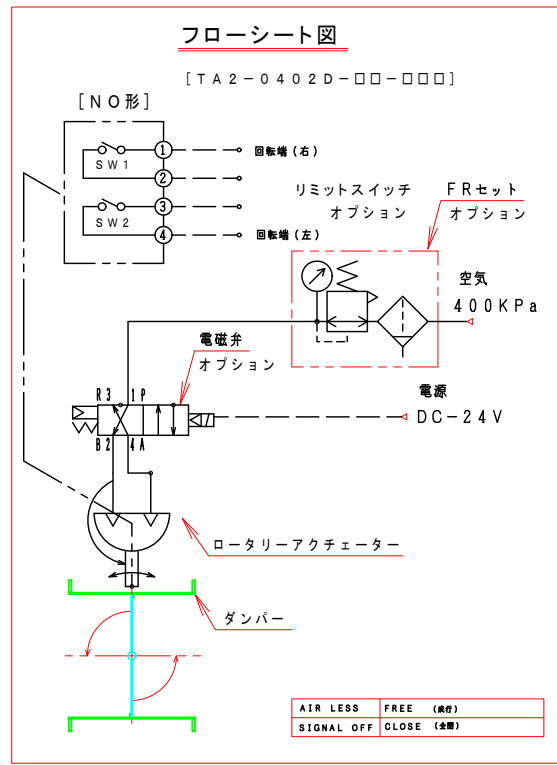 フローシート図
[TA2-0402D-□□-□□□]
[NO形]
1
SW1
回転端(右)
2
3
SW2
4
回転端(左)
リミットスイッチ
オプション
FRセット
オプション
空気
400KPa
電磁弁
オプション
電源
DC-24V
R3 1P
B2 4A
ロータリーアクチェーター
ダンパー
AIR LESS FREE (成行)
SIGNAL OFF CLOSE (全閉)